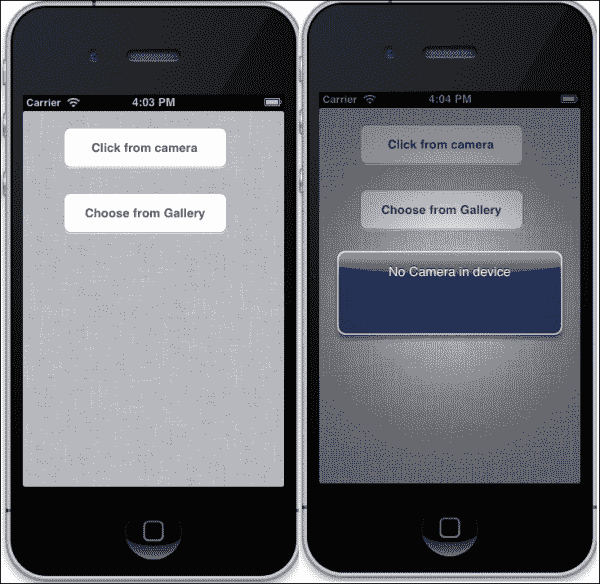 Carrier 4:03 PM
Click from camera
Choose from Gallery
Carrier 4:04 PM
Click from camera
Choose from Gallery
No Camera in device